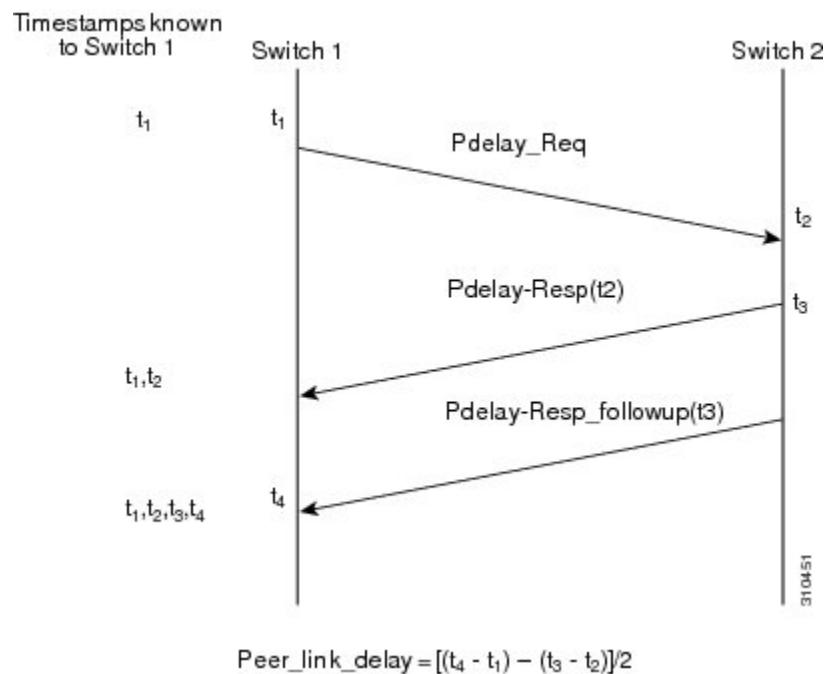 Timestamps known
to Switch 1
Switch 1
Switch 2
t₁
t₁
Pdelay_Req
t₂
Pdelay-Resp(t2)
t₃
t₁,t₂
Pdelay-Resp_followup(t3)
t₁,t₂,t₃,t₄
t₄
310451
Peer_link_delay = [(t₄ - t₁) – (t₃ - t₂)]/2